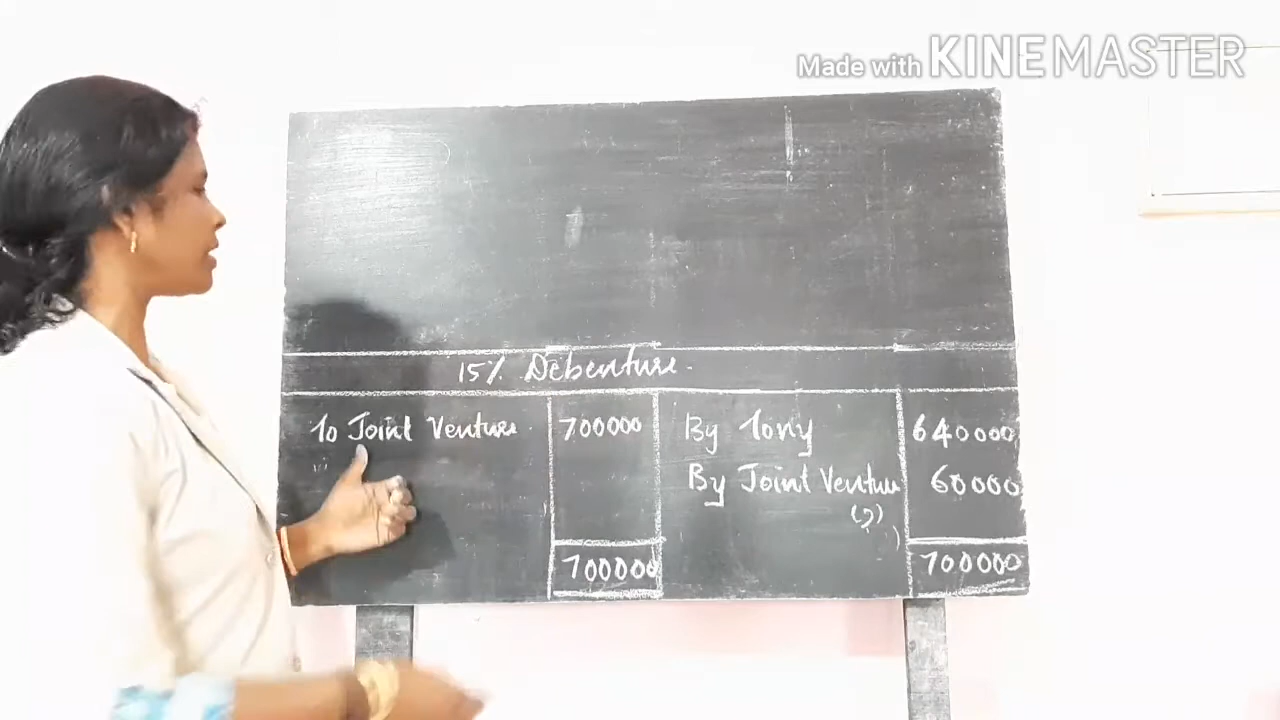 Made with KINEMASTER
15% Debenture.
To Joint Venture. 700000 By Tony 640000
By Joint Venture 60000
(?)
700000 700000